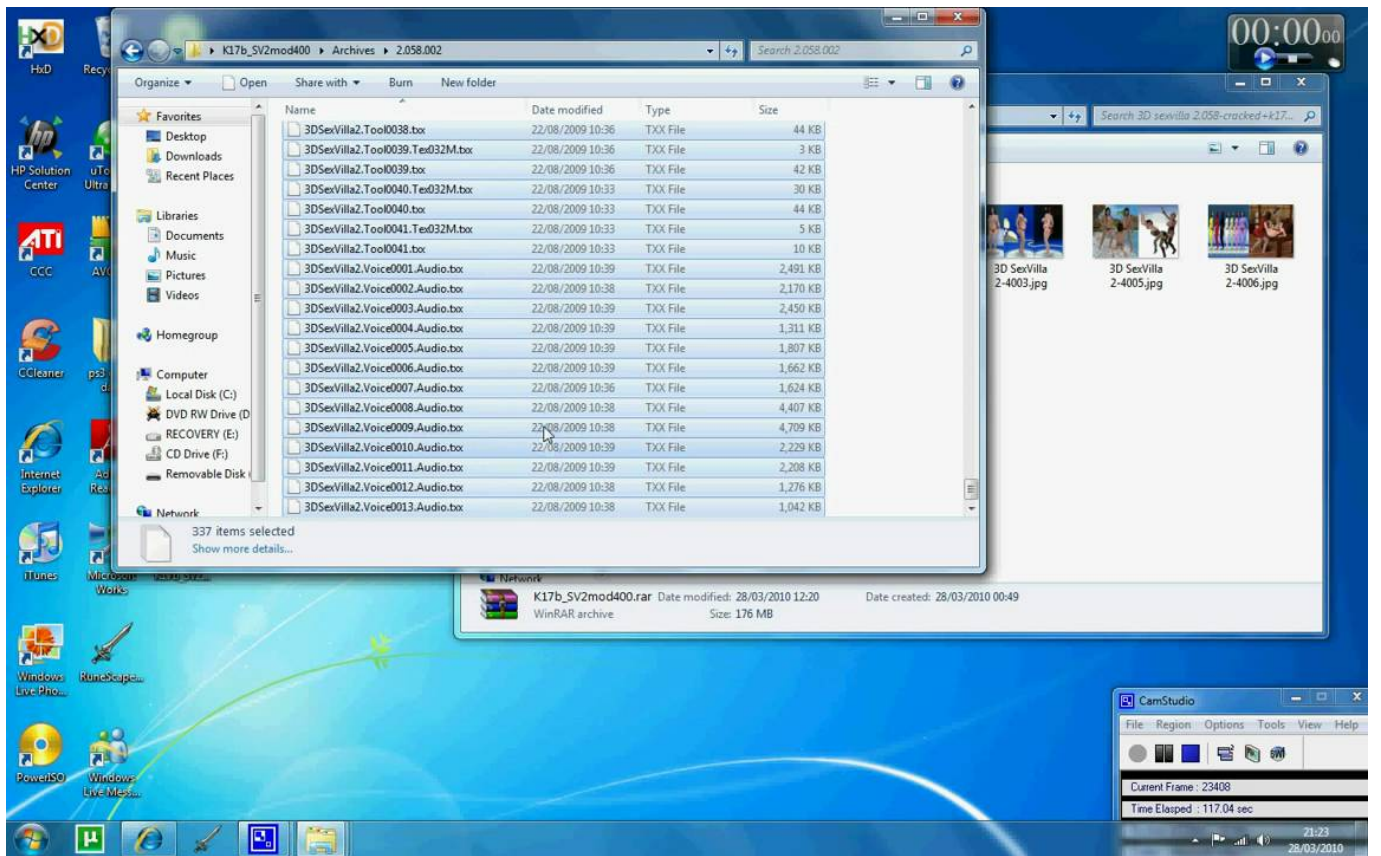 HxD
Recyc
HP Solution
Center
uTo
Ultra
CCC
AVG
CCleaner
ps3
da
Internet
Explorer
Ad
Rea
iTunes
Microsoft
Works
Windows
Live Pho...
RuneScape...
PowerISO
Windows
Live Mess...
K17b_SV2mod400 ▸ Archives ▸ 2.058.002
Search 2.058.002
Organize Open Share with Burn New folder
Favorites
Desktop
Downloads
Recent Places
Libraries
Documents
Music
Pictures
Videos
Homegroup
Computer
Local Disk (C:)
DVD RW Drive (D
RECOVERY (E:)
CD Drive (F:)
Removable Disk (
Network
Name Date modified Type Size
3DSexVilla2.Tool0038.txx 22/08/2009 10:36 TXX File 44 KB
3DSexVilla2.Tool0039.Tex032M.txx 22/08/2009 10:36 TXX File 3 KB
3DSexVilla2.Tool0039.txx 22/08/2009 10:36 TXX File 42 KB
3DSexVilla2.Tool0040.Tex032M.txx 22/08/2009 10:33 TXX File 30 KB
3DSexVilla2.Tool0040.txx 22/08/2009 10:33 TXX File 44 KB
3DSexVilla2.Tool0041.Tex032M.txx 22/08/2009 10:33 TXX File 5 KB
3DSexVilla2.Tool0041.txx 22/08/2009 10:33 TXX File 10 KB
3DSexVilla2.Voice0001.Audio.txx 22/08/2009 10:39 TXX File 2,491 KB
3DSexVilla2.Voice0002.Audio.txx 22/08/2009 10:38 TXX File 2,170 KB
3DSexVilla2.Voice0003.Audio.txx 22/08/2009 10:39 TXX File 2,450 KB
3DSexVilla2.Voice0004.Audio.txx 22/08/2009 10:39 TXX File 1,311 KB
3DSexVilla2.Voice0005.Audio.txx 22/08/2009 10:39 TXX File 1,807 KB
3DSexVilla2.Voice0006.Audio.txx 22/08/2009 10:39 TXX File 1,662 KB
3DSexVilla2.Voice0007.Audio.txx 22/08/2009 10:36 TXX File 1,624 KB
3DSexVilla2.Voice0008.Audio.txx 22/08/2009 10:38 TXX File 4,407 KB
3DSexVilla2.Voice0009.Audio.txx 22/08/2009 10:38 TXX File 4,709 KB
3DSexVilla2.Voice0010.Audio.txx 22/08/2009 10:39 TXX File 2,229 KB
3DSexVilla2.Voice0011.Audio.txx 22/08/2009 10:39 TXX File 2,208 KB
3DSexVilla2.Voice0012.Audio.txx 22/08/2009 10:38 TXX File 1,276 KB
3DSexVilla2.Voice0013.Audio.txx 22/08/2009 10:38 TXX File 1,042 KB
337 items selected
Show more details...
00:00 00
Search 3D sexvilla 2.058-cracked+k17...
3D SexVilla
2-4003.jpg
3D SexVilla
2-4005.jpg
3D SexVilla
2-4006.jpg
Network
K17b_SV2mod400.rar Date modified: 28/03/2010 12:20 Date created: 28/03/2010 00:49
WinRAR archive Size: 176 MB
CamStudio
File Region Options Tools View Help
Current Frame : 23408
Time Elasped : 117.04 sec
21:23
28/03/2010